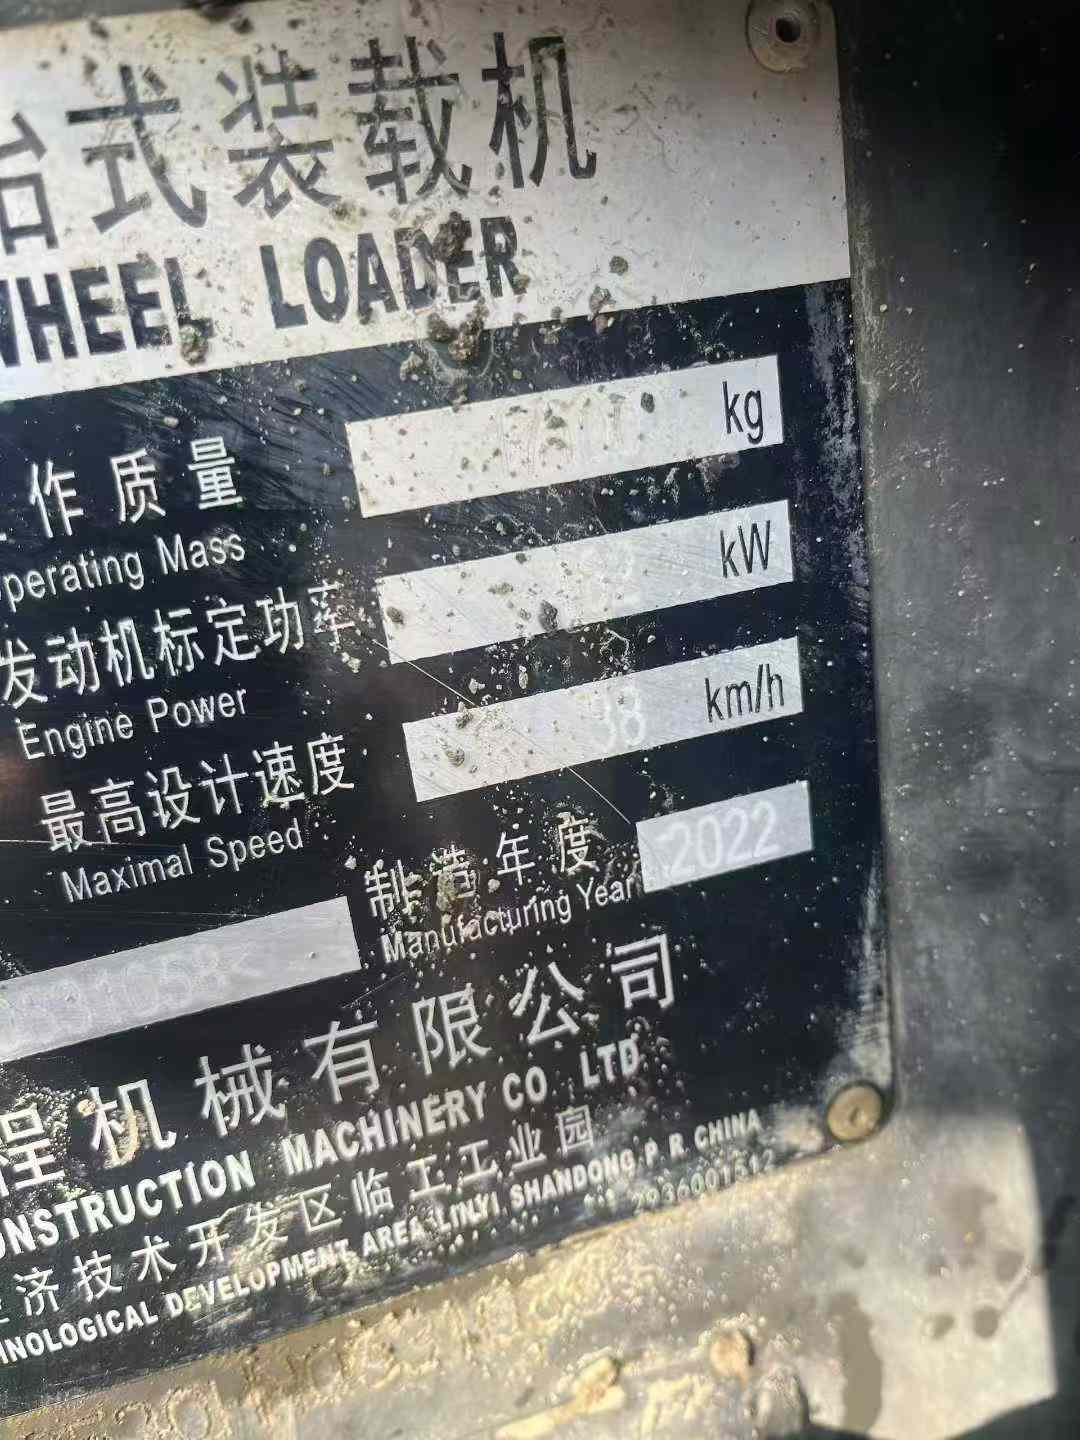 式装载机
WHEEL LOADER
作质量
kg
Operating Mass
发动机标定功率
kW
Engine Power
最高设计速度
38 km/h
Maximal Speed
制造年度 2022
Manufacturing Year
程机械有限公司
CONSTRUCTION MACHINERY CO LTD
济技术开发区临工工业园
DEVELOPMENT AREA LINYI SHANDONG P R CHINA
2936001512